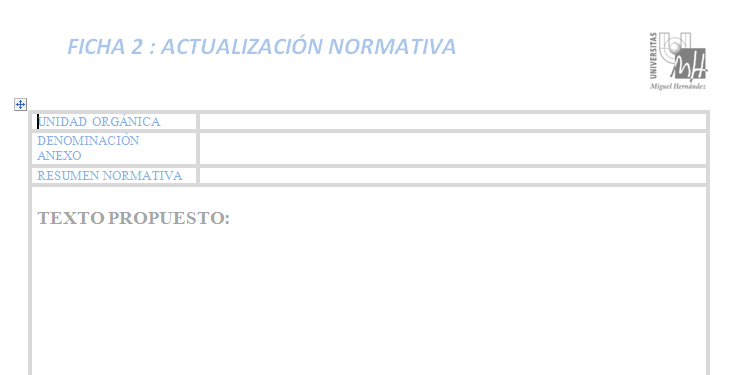 FICHA 2 : ACTUALIZACIÓN NORMATIVA
UNIVERSITAS
Miguel Hernández
UNIDAD ORGÁNICA
DENOMINACIÓN
ANEXO
RESUMEN NORMATIVA
TEXTO PROPUESTO: